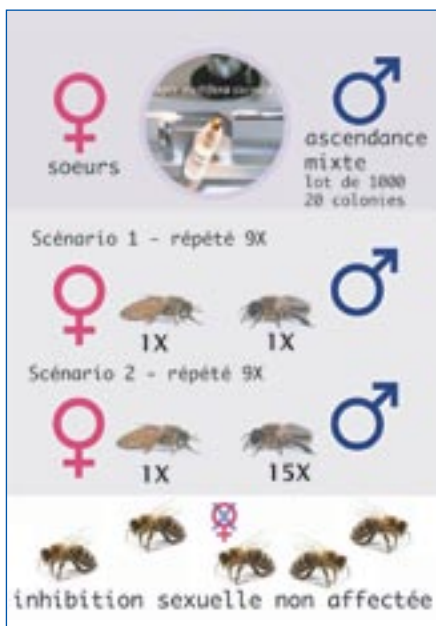 soeurs
ascendance
mixte
lot de 1000
20 colonies
Scénario 1 - répété 9X
1X 1X
Scénario 2 - répété 9X
1X 15X
inhibition sexuelle non affectée